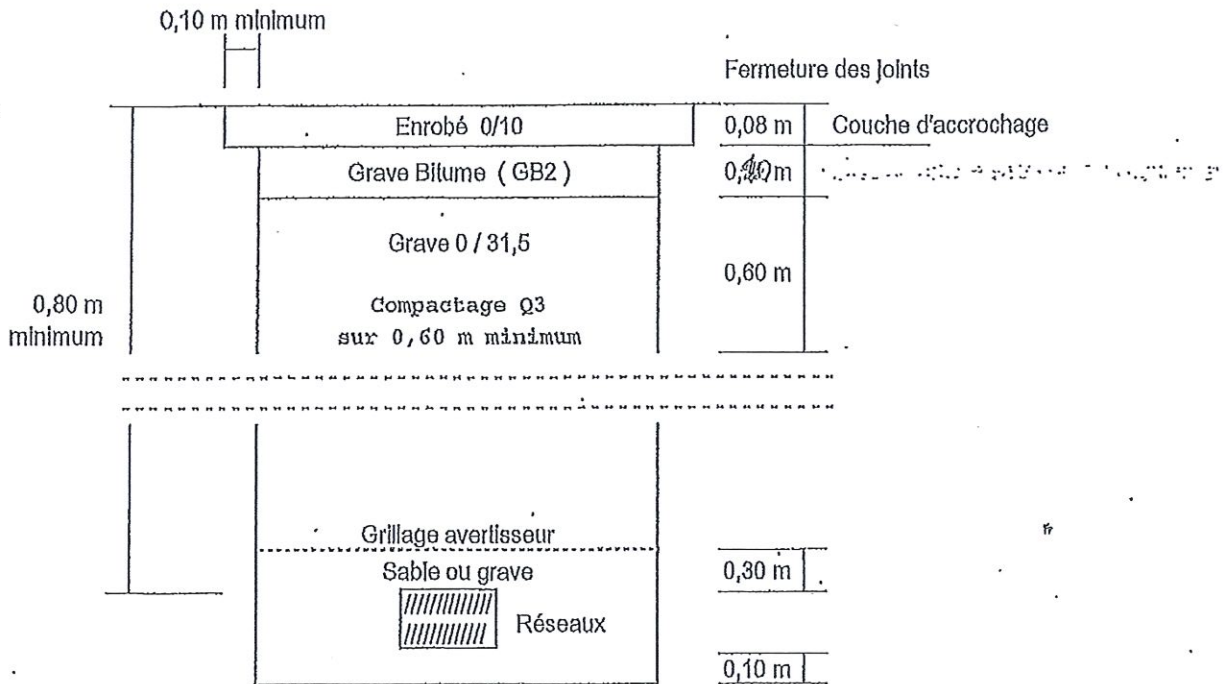 0,10 m minimum
Fermeture des joints
Enrobé 0/10
0,08 m
Couche d'accrochage
Grave Bitume ( GB2 )
Grave 0 / 31,5
0,60 m
0,80 m
minimum
Compactage Q3
sur 0,60 m minimum
Grillage avertisseur
Sable ou grave
0,30 m
Réseaux
0,10 m